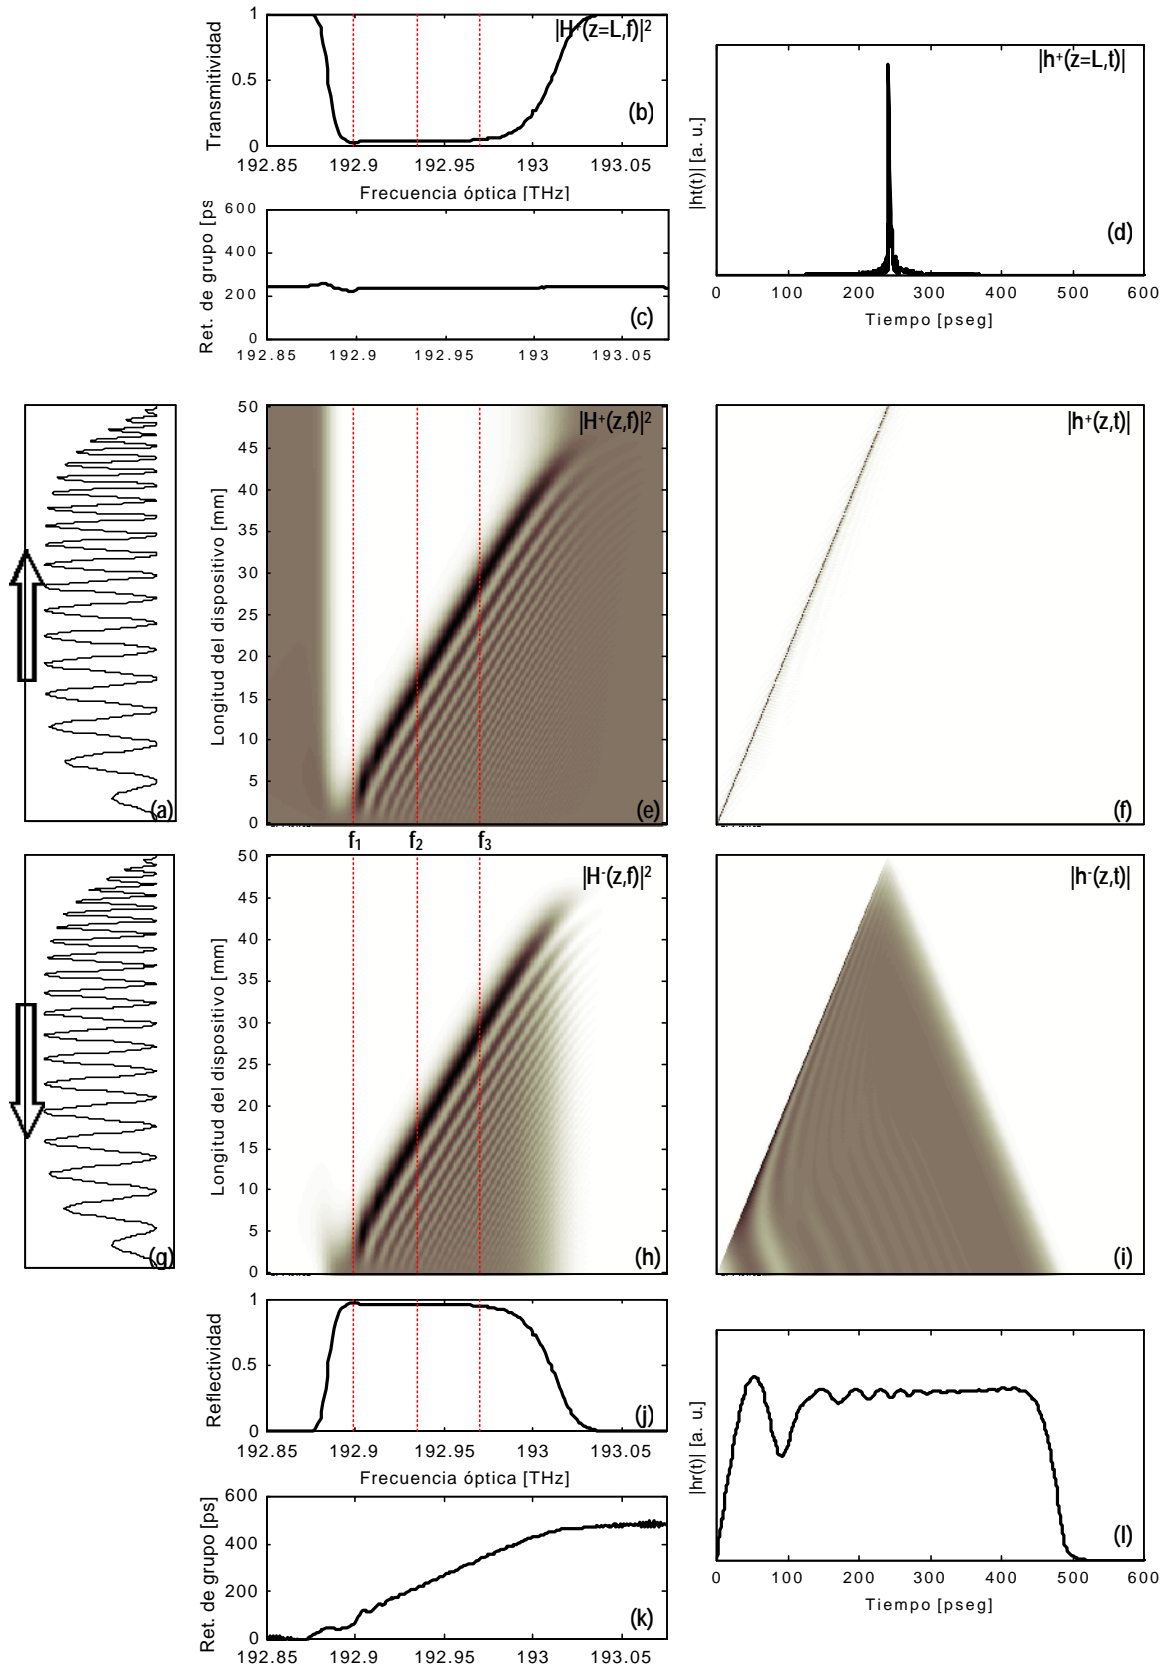 Transmitividad
1
0.5
0
|H⁺(z=L,f)|²
(b)
192.85 192.9 192.95 193 193.05
Frecuencia óptica [THz]
|ht(t)| [a. u.]
|h⁺(z=L,t)|
(d)
0 100 200 300 400 500 600
Tiempo [pseg]
Ret. de grupo [ps]
600
400
200
0
(c)
192.85 192.9 192.95 193 193.05
(a)
Longitud del dispositivo [mm]
50
45
40
35
30
25
20
15
10
5
0
|H⁺(z,f)|²
(e)
|h⁺(z,t)|
(f)
f₁ f₂ f₃
(g)
Longitud del dispositivo [mm]
50
45
40
35
30
25
20
15
10
5
0
|H⁻(z,f)|²
(h)
|h⁻(z,t)|
(i)
Reflectividad
1
0.5
0
(j)
192.85 192.9 192.95 193 193.05
Frecuencia óptica [THz]
|hr(t)| [a. u.]
(l)
0 100 200 300 400 500 600
Tiempo [pseg]
Ret. de grupo [ps]
600
400
200
0
(k)
192.85 192.9 192.95 193 193.05